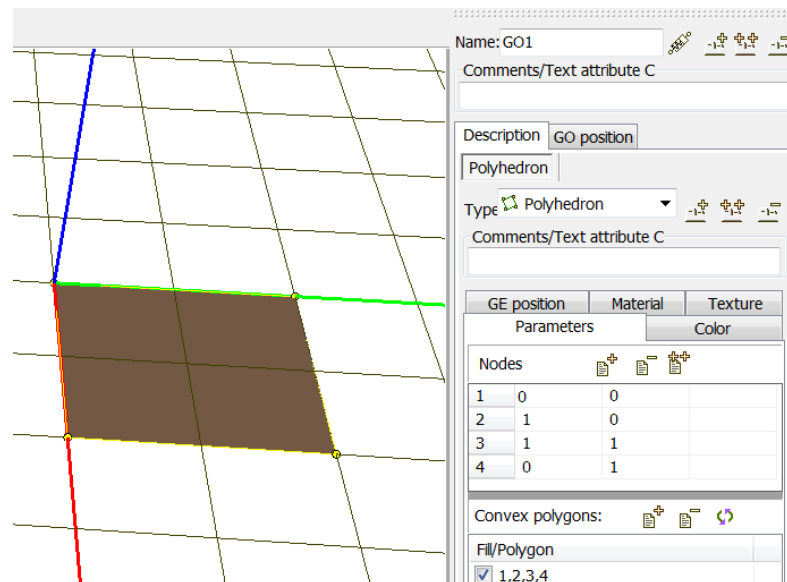 Name: GO1
Comments/Text attribute C
Description GO position
Polyhedron
Type Polyhedron
Comments/Text attribute C
GE position Material Texture
Parameters Color
Nodes
1 0 0
2 1 0
3 1 1
4 0 1
Convex polygons:
Fill/Polygon
1,2,3,4